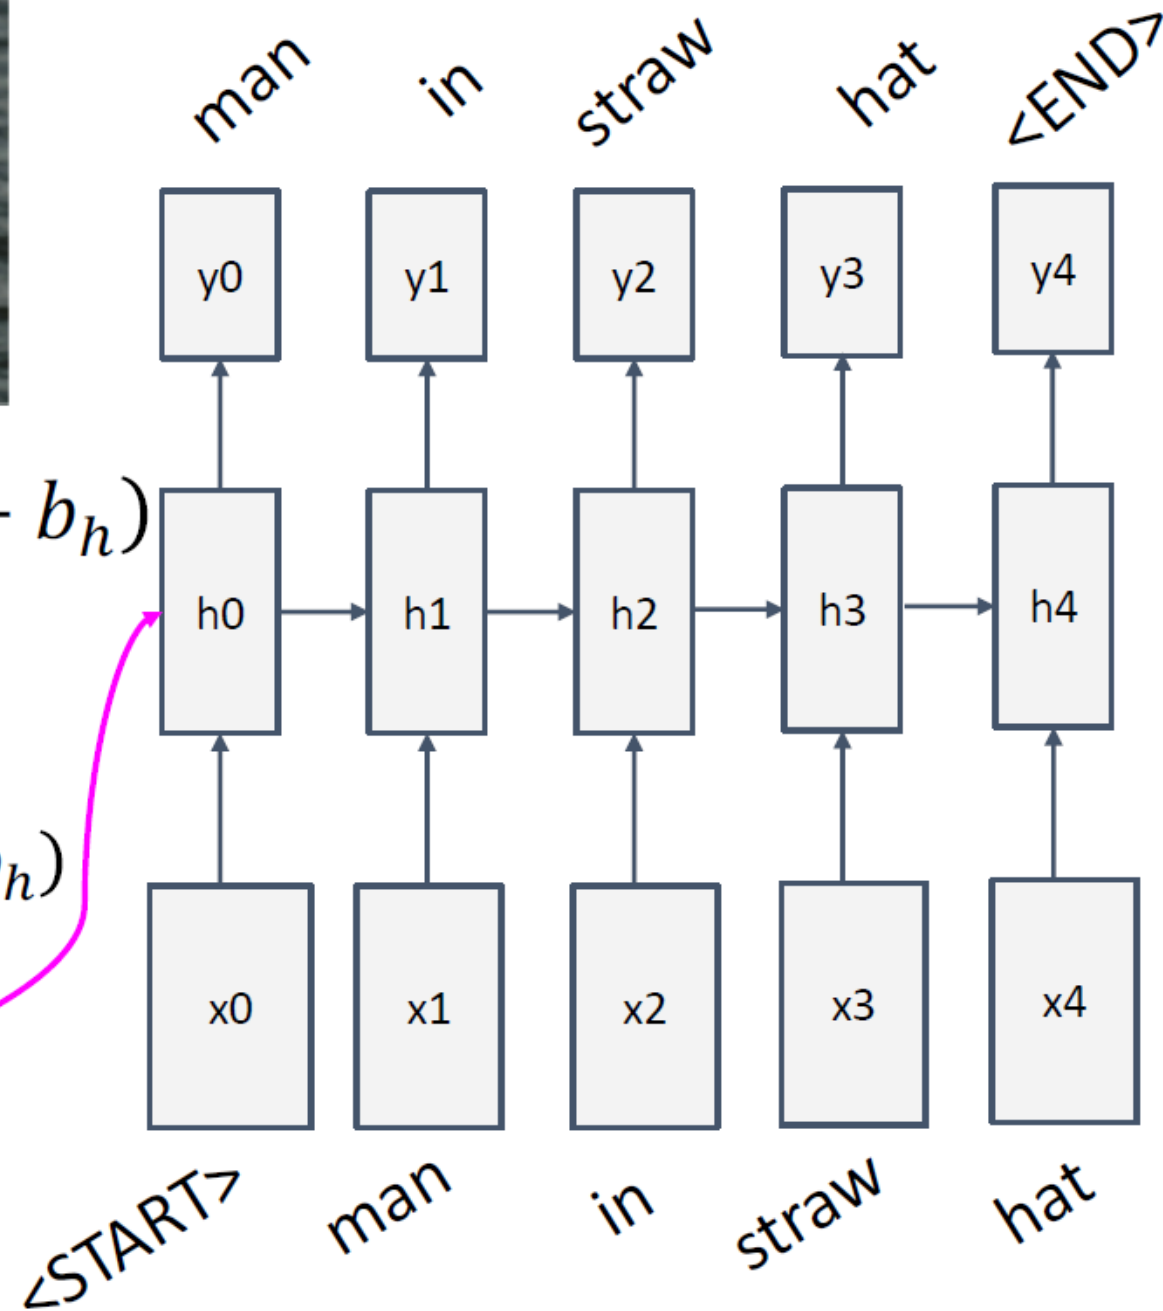 man in straw hat <END>
y0 y1 y2 y3 y4
- b_h)
h0 h1 h2 h3 h4
h)
x0 x1 x2 x3 x4
<START> man in straw hat